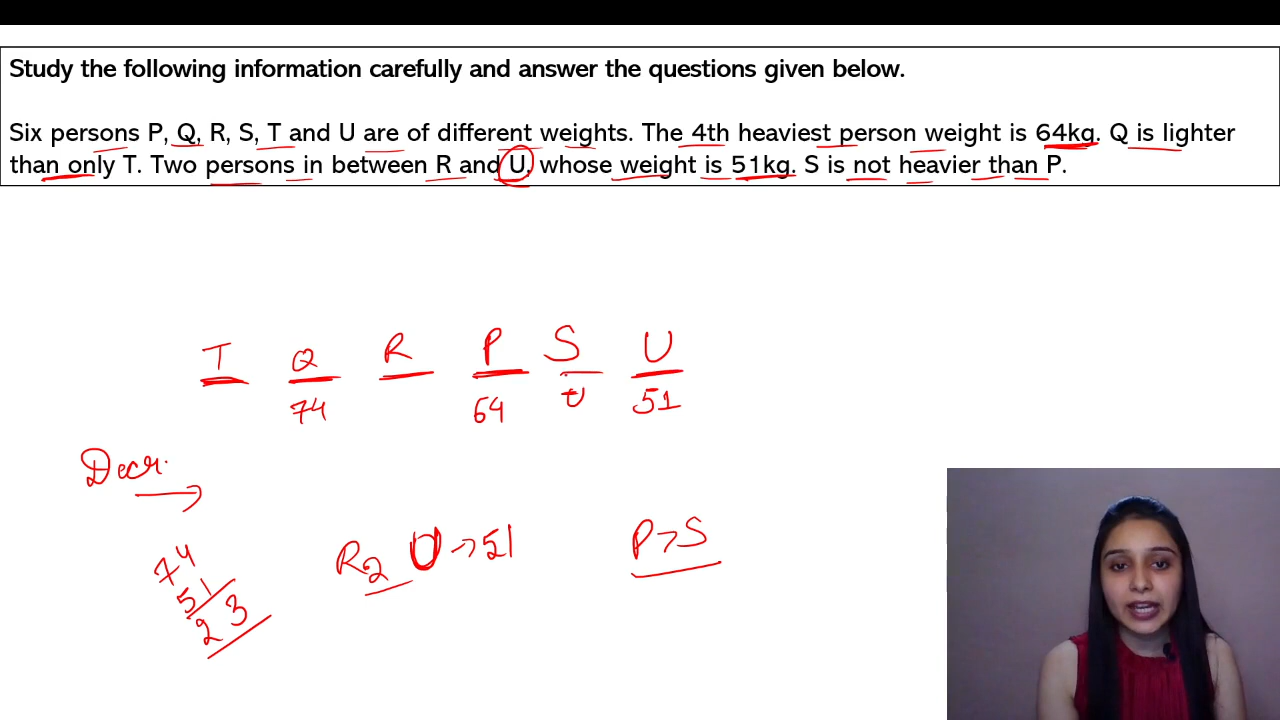 Study the following information carefully and answer the questions given below.
Six persons P, Q, R, S, T and U are of different weights. The 4th heaviest person weight is 64kg. Q is lighter
than only T. Two persons in between R and U, whose weight is 51kg. S is not heavier than P.
T Q R P S U
74 64 U 51
Decr.
R 2 U → 51 P > S
74
51
23